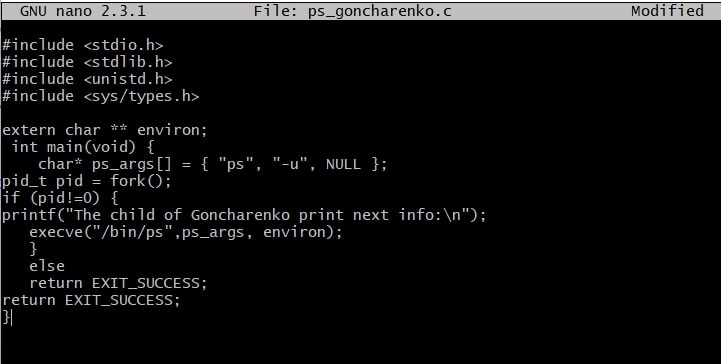 GNU nano 2.3.1 File: ps_goncharenko.c Modified
#include <stdio.h>
#include <stdlib.h>
#include <unistd.h>
#include <sys/types.h>
extern char ** environ;
int main(void) {
char* ps_args[] = { "ps", "-u", NULL };
pid_t pid = fork();
if (pid!=0) {
printf("The child of Goncharenko print next info:\n");
execve("/bin/ps",ps_args, environ);
}
else
return EXIT_SUCCESS;
return EXIT_SUCCESS;
}